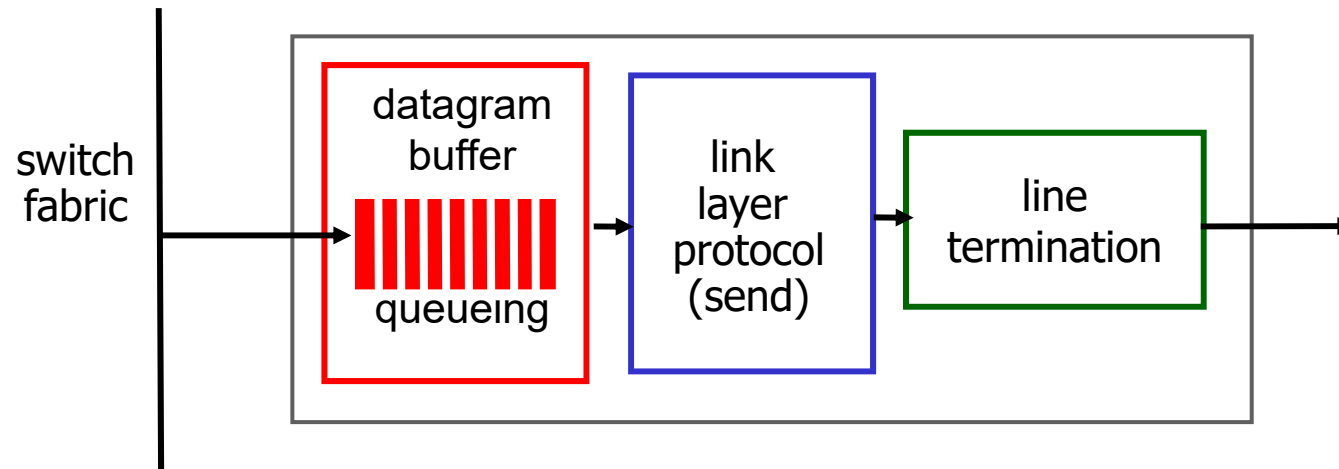 switch
fabric
datagram
buffer
queueing
link
layer
protocol
(send)
line
termination